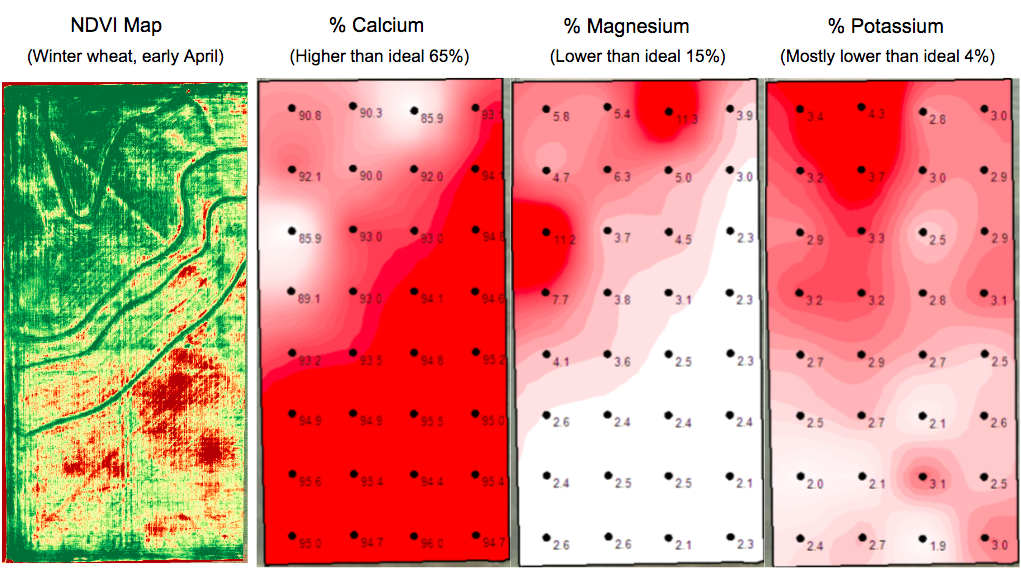 NDVI Map
(Winter wheat, early April)
% Calcium
(Higher than ideal 65%)
% Magnesium
(Lower than ideal 15%)
% Potassium
(Mostly lower than ideal 4%)
90.8 90.3 85.9 93.1
92.1 90.0 92.0 94.1
85.9 93.0 93.0 94.6
89.1 93.0 94.1 94.6
93.2 93.5 94.8 95.2
94.9 94.9 95.5 95.0
95.6 95.4 94.4 95.4
95.0 94.7 96.0 94.7
5.8 5.4 11.3 3.9
4.7 6.3 5.0 3.0
11.2 3.7 4.5 2.3
7.7 3.8 3.1 2.3
4.1 3.6 2.5 2.3
2.6 2.4 2.4 2.4
2.4 2.5 2.5 2.1
2.6 2.6 2.1 2.3
3.4 4.3 2.8 3.0
3.2 3.7 3.0 2.9
2.9 3.3 2.5 2.9
3.2 3.2 2.8 3.1
2.7 2.9 2.7 2.5
2.5 2.7 2.1 2.6
2.0 2.1 3.1 2.5
2.4 2.7 1.9 3.0